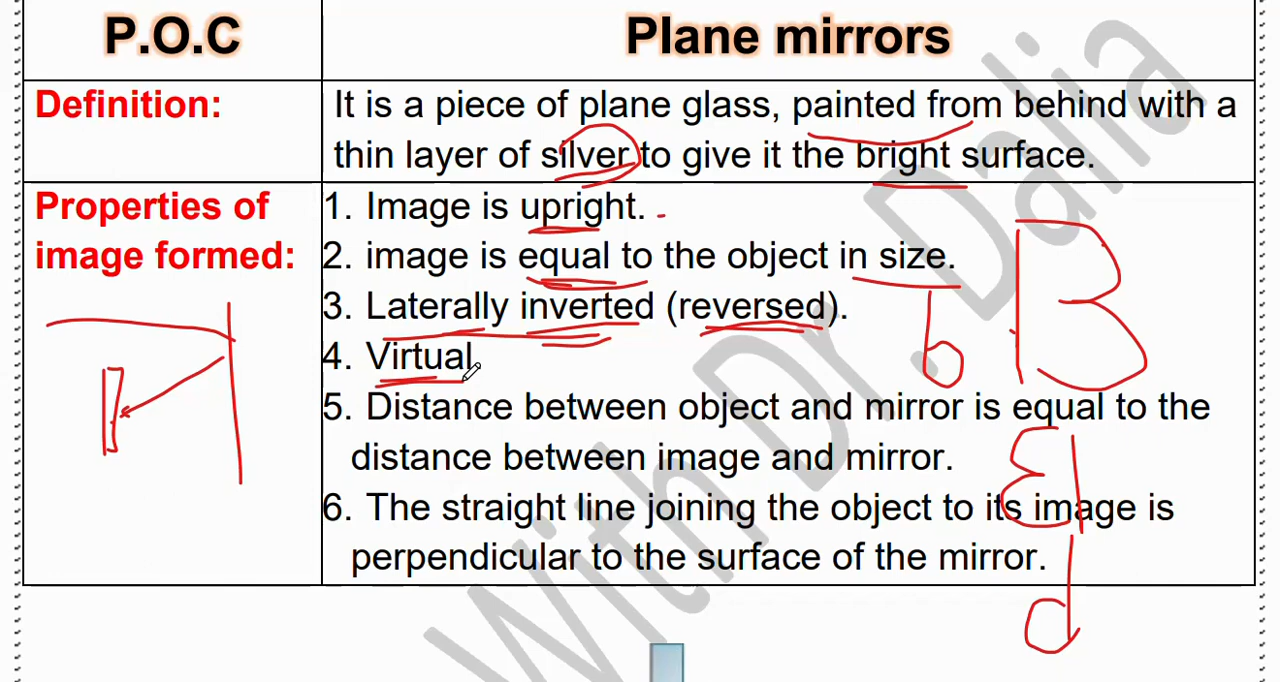 P.O.C Plane mirrors
Definition: It is a piece of plane glass, painted from behind with a
thin layer of silver to give it the bright surface.
Properties of 1. Image is upright.
image formed: 2. image is equal to the object in size.
3. Laterally inverted (reversed).
4. Virtual
5. Distance between object and mirror is equal to the
distance between image and mirror.
6. The straight line joining the object to its image is
perpendicular to the surface of the mirror.
B
b
d
With Dr. Dalia